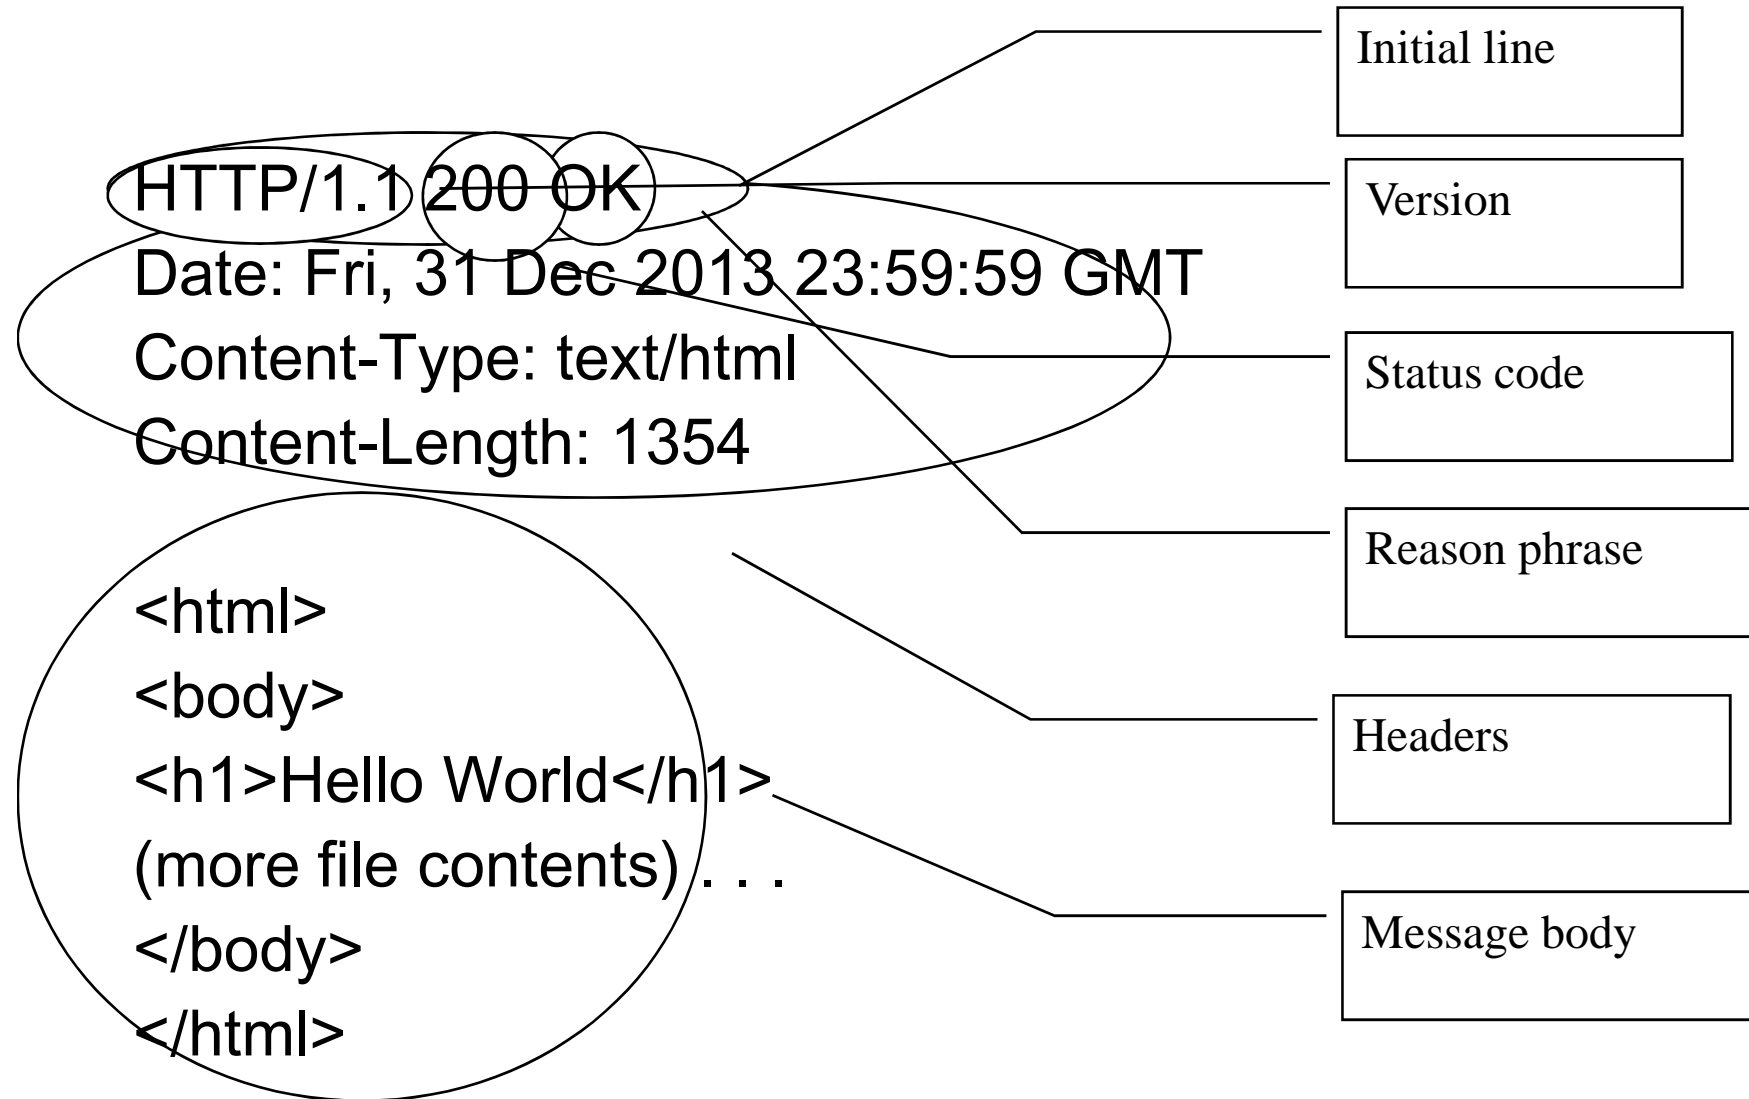 HTTP/1.1 200 OK
Date: Fri, 31 Dec 2013 23:59:59 GMT
Content-Type: text/html
Content-Length: 1354
<html>
<body>
<h1>Hello World</h1>
(more file contents) . . .
</body>
</html>
Initial line
Version
Status code
Reason phrase
Headers
Message body